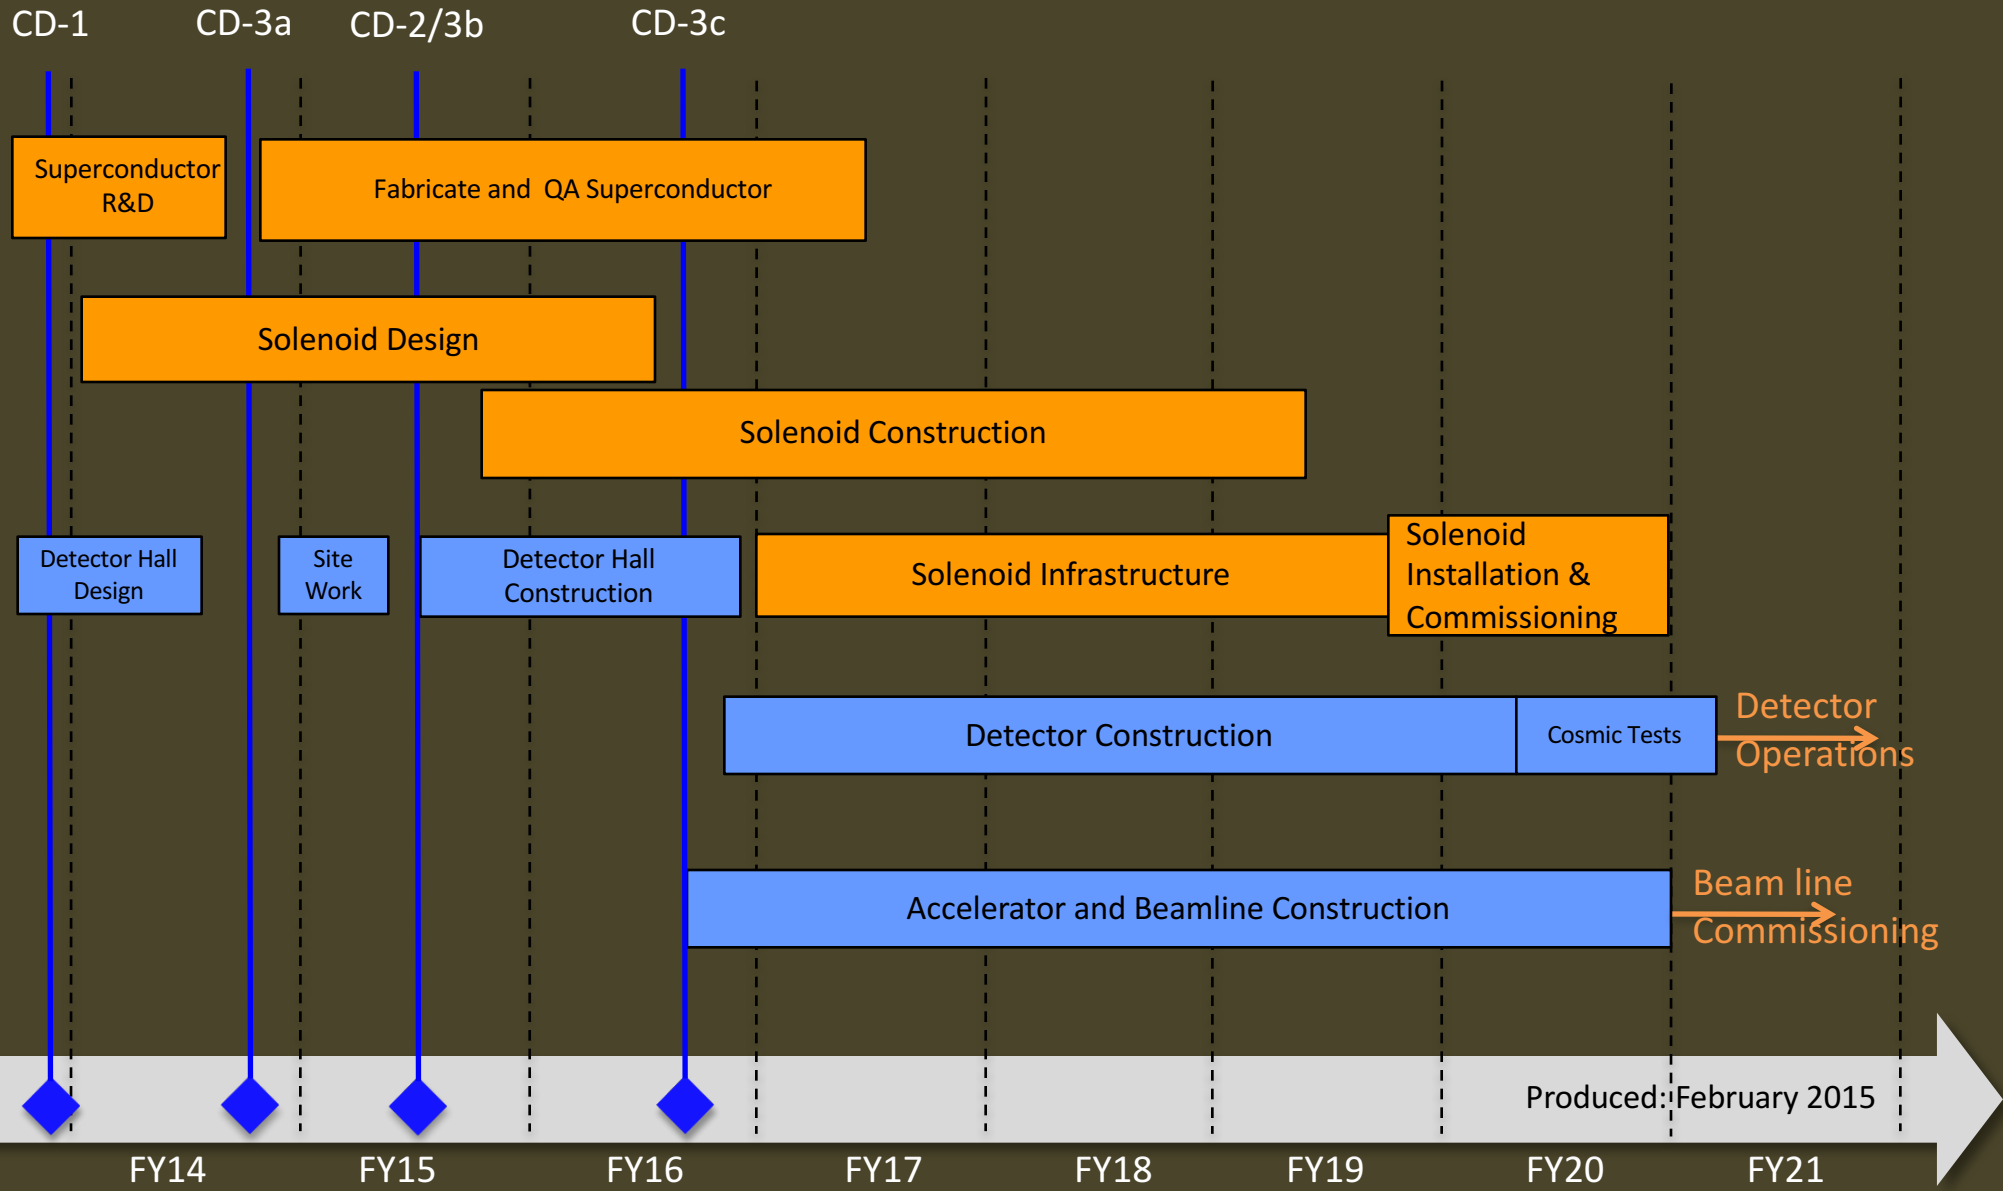 CD-1 CD-3a CD-2/3b CD-3c
Superconductor
R&D
Fabricate and QA Superconductor
Solenoid Design
Solenoid Construction
Detector Hall
Design
Site
Work
Detector Hall
Construction
Solenoid Infrastructure
Solenoid
Installation &
Commissioning
Detector Construction
Cosmic Tests
Detector
Operations
Accelerator and Beamline Construction
Beam line
Commissioning
Produced: February 2015
FY14 FY15 FY16 FY17 FY18 FY19 FY20 FY21